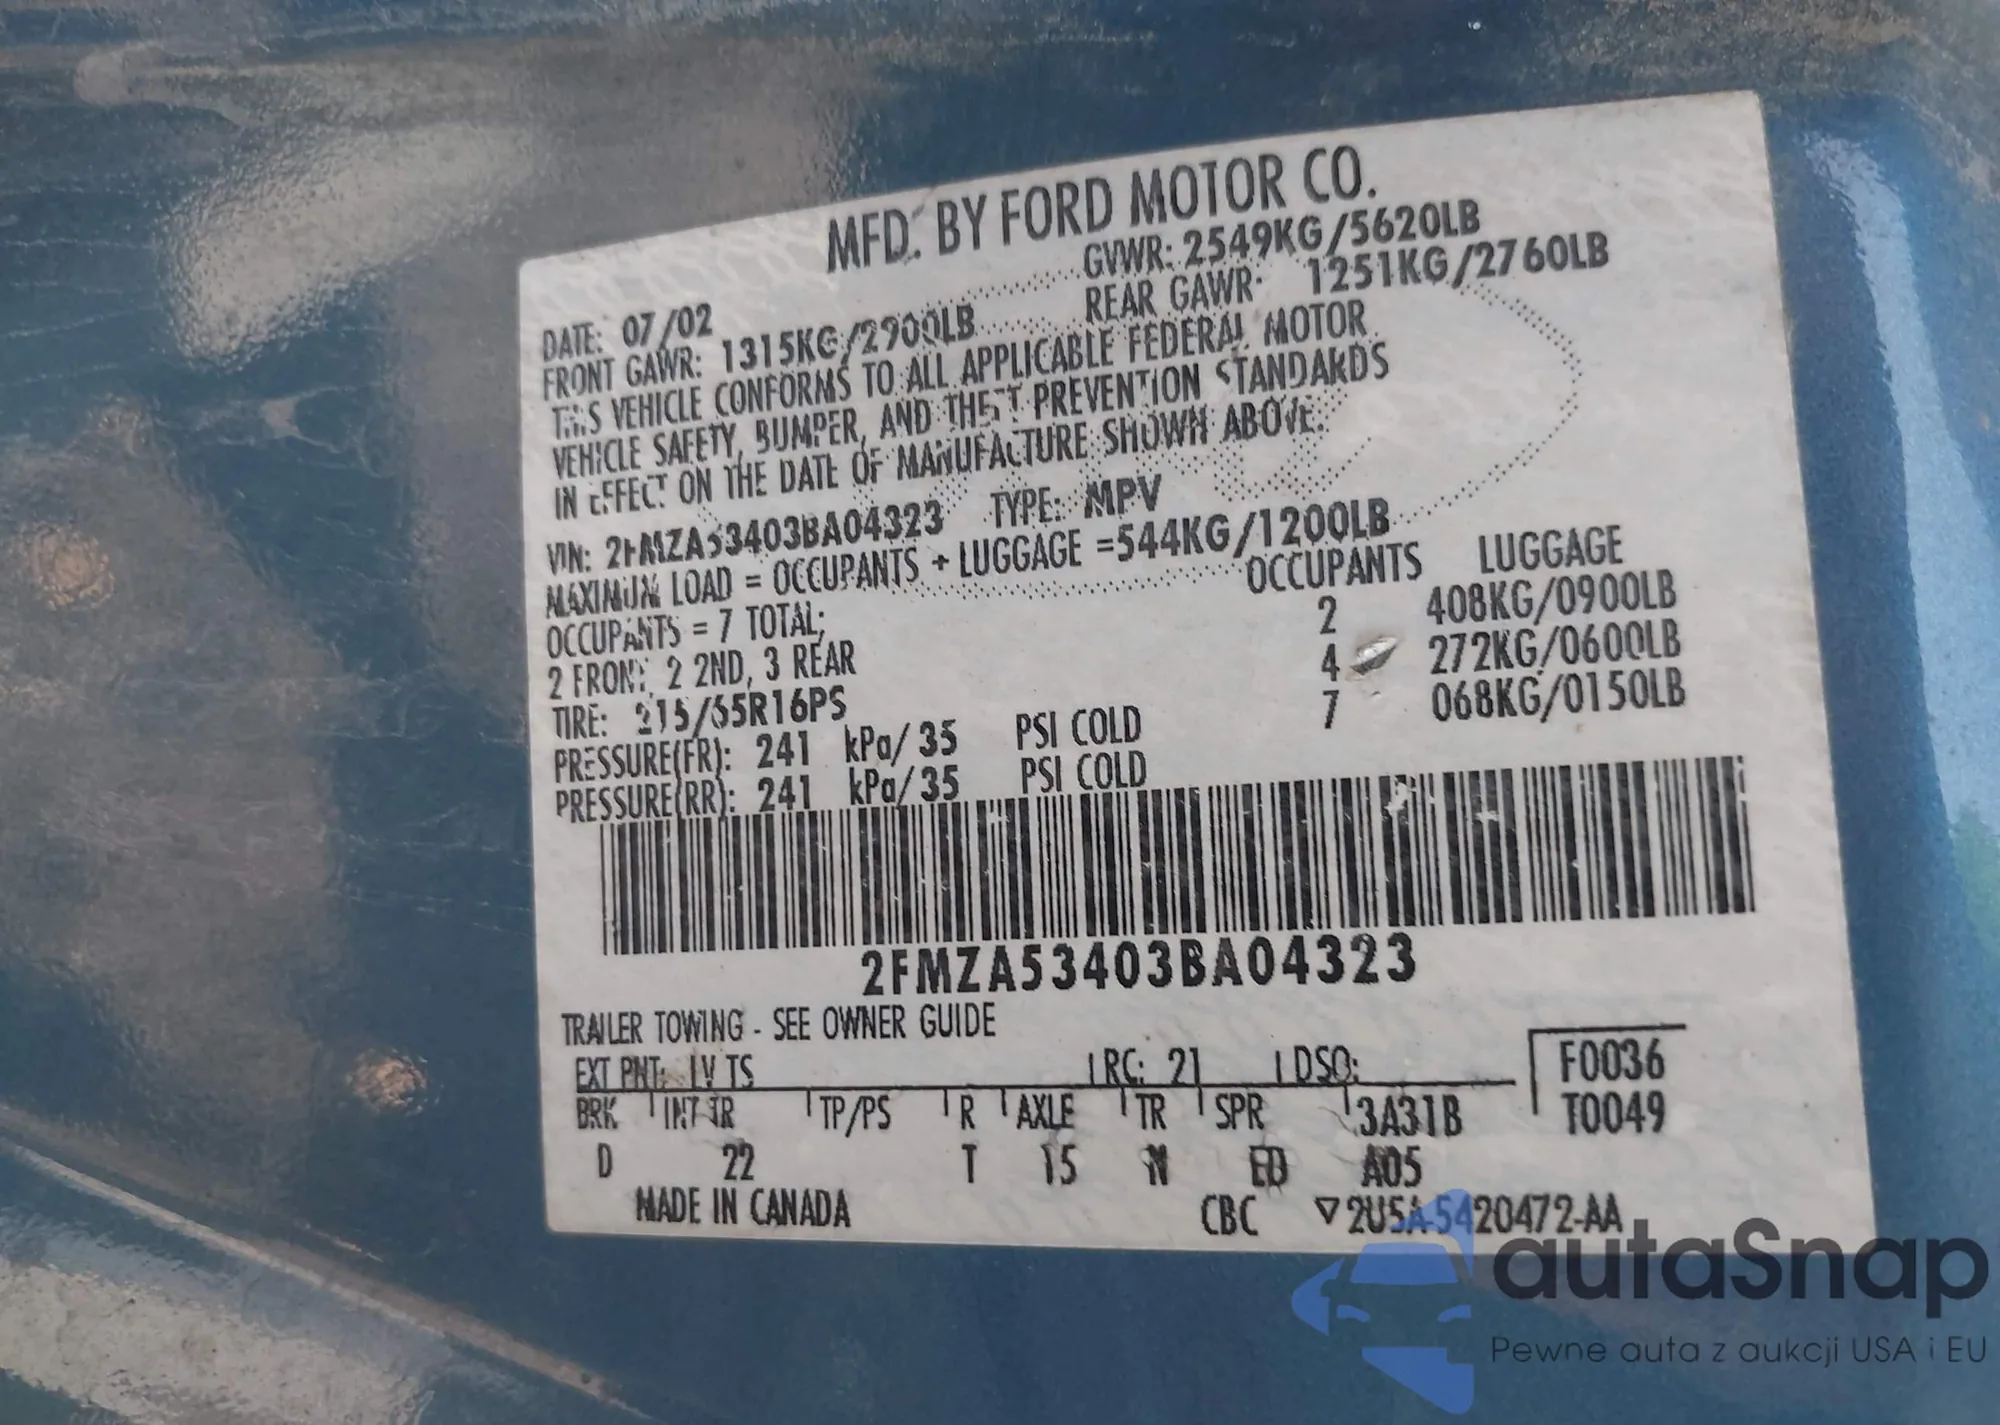 MFD. BY FORD MOTOR CO.
DATE: 07/02 GVWR: 2549KG/5620LB
FRONT GAWR: 1315KG/2900LB REAR GAWR: 1251KG/2760LB
THIS VEHICLE CONFORMS TO ALL APPLICABLE FEDERAL MOTOR
VEHICLE SAFETY, BUMPER, AND THEFT PREVENTION STANDARDS
IN EFFECT ON THE DATE OF MANUFACTURE SHOWN ABOVE.
VIN: 2FMZA53403BA04323 TYPE: MPV
MAXIMUM LOAD = OCCUPANTS + LUGGAGE =544KG/1200LB
OCCUPANTS = 7 TOTAL; OCCUPANTS LUGGAGE
2 FRONT, 2 2ND, 3 REAR 2 408KG/0900LB
TIRE: 215/65R16PS 4 272KG/0600LB
PRESSURE(FR): 241 kPa/ 35 PSI COLD 7 068KG/0150LB
PRESSURE(RR): 241 kPa/ 35 PSI COLD
2FMZA53403BA04323
TRAILER TOWING - SEE OWNER GUIDE
EXT PNT: TS RC: 21 DSO: F0036
BRK INT TR TP/PS R AXLE TR SPR 3A31B T0049
D 22 T 15 N ED A05
MADE IN CANADA CBC ▽2U5A-5420472-AA
autaSnap
Pewne auta z aukcji USA i EU